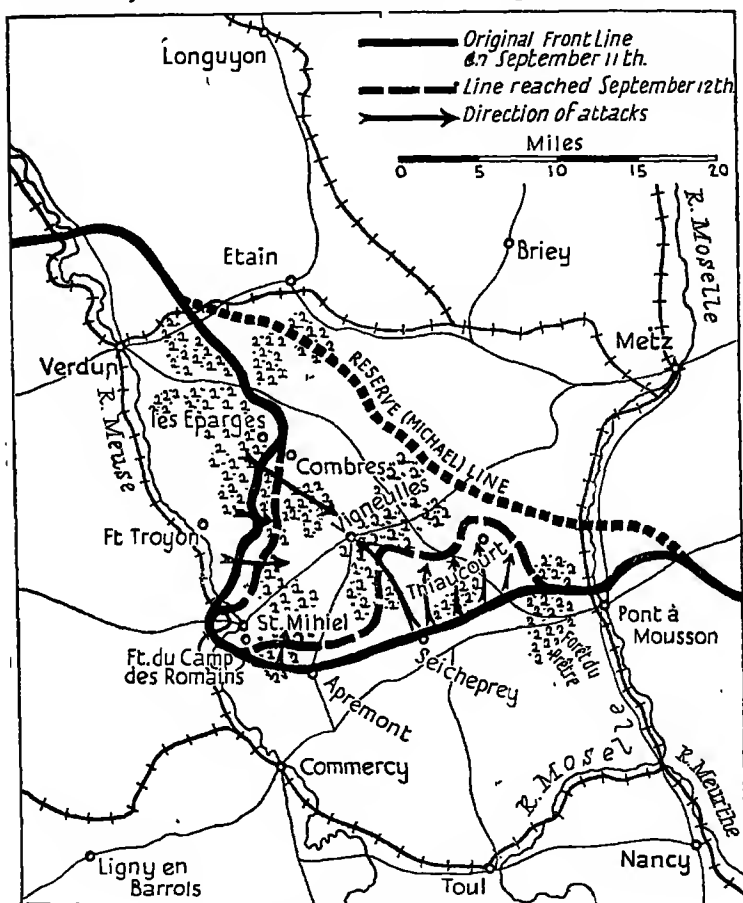 Original Front Line
on September 11th.
Line reached September 12th.
Direction of attacks
Miles
0 5 10 15 20
Longuyon
R. Moselle
Briey
Etain
Metz
Verdun
RESERVE (MICHAEL) LINE
R. Meuse
les Eparges
Combres
Vigneulles
Ft Troyon
Thiaucourt
St. Mihiel
Pont à
Mousson
Ft. du Camp
des Romains
Seicheprey
Forêt du
Prêtre
Apremont
Commercy
R. Moselle
R. Meurthe
Ligny en
Barrois
Toul
Nancy